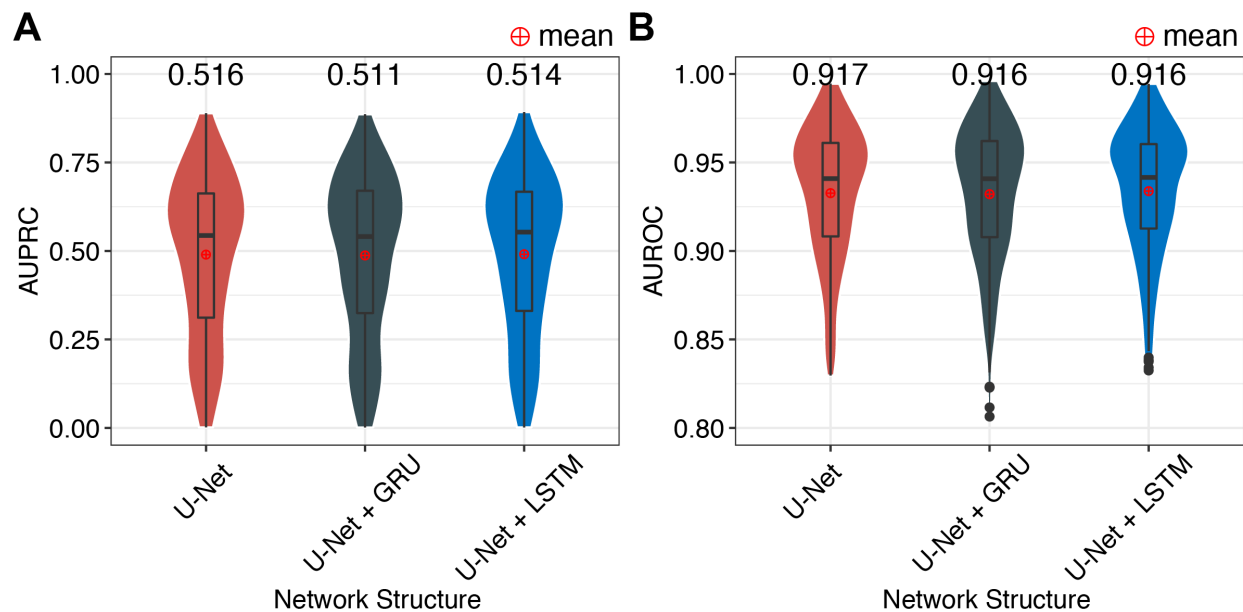 A
⊕ mean
0.516
0.511
0.514
1.00
0.75
0.50
0.25
0.00
AUPRC
U-Net
U-Net + GRU
U-Net + LSTM
Network Structure
B
⊕ mean
0.917
0.916
0.916
1.00
0.95
0.90
0.85
0.80
AUROC
U-Net
U-Net + GRU
U-Net + LSTM
Network Structure